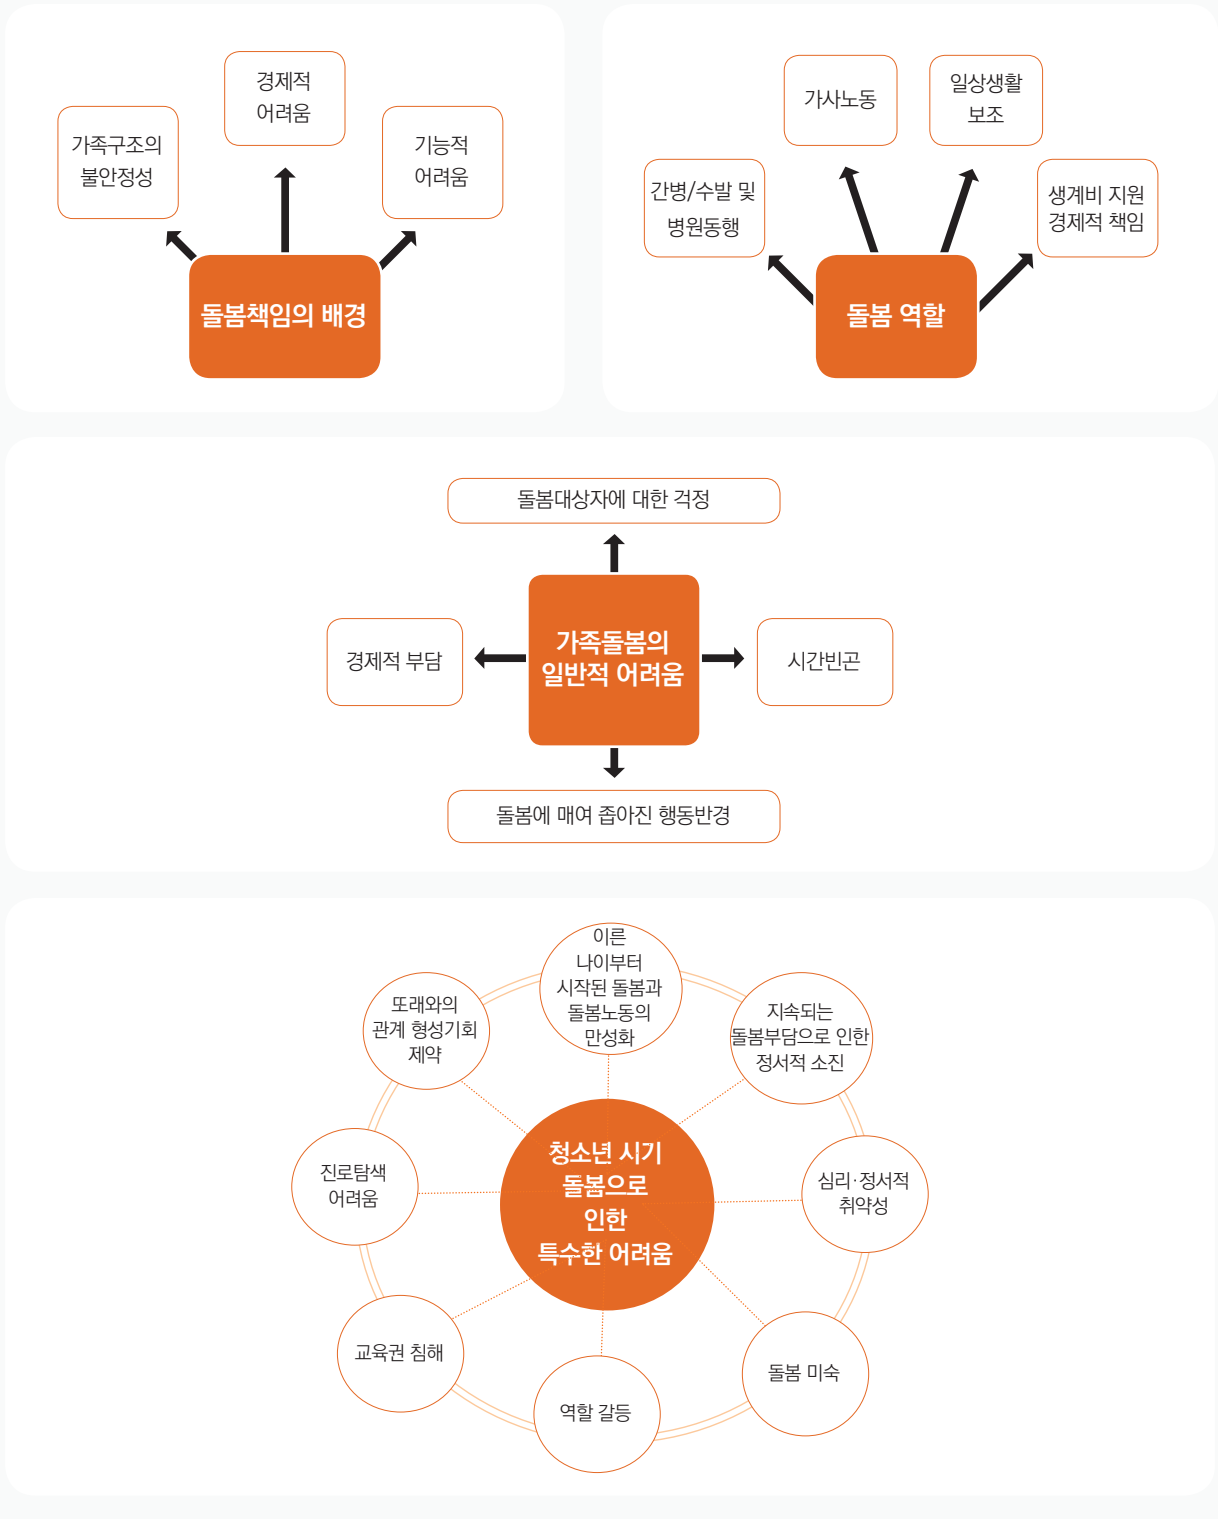 경제적
어려움
가족구조의
불안정성
기능적
어려움
돌봄책임의 배경
가사노동
일상생활
보조
간병/수발 및
병원동행
생계비 지원
경제적 책임
돌봄 역할
돌봄대상자에 대한 걱정
경제적 부담
가족돌봄의
일반적 어려움
시간빈곤
돌봄에 매여 좁아진 행동반경
이른
나이부터
시작된 돌봄과
돌봄노동의
만성화
또래와의
관계 형성기회
제약
지속되는
돌봄부담으로 인한
정서적 소진
진로탐색
어려움
청소년 시기
돌봄으로
인한
특수한 어려움
심리·정서적
취약성
교육권 침해
역할 갈등
돌봄 미숙